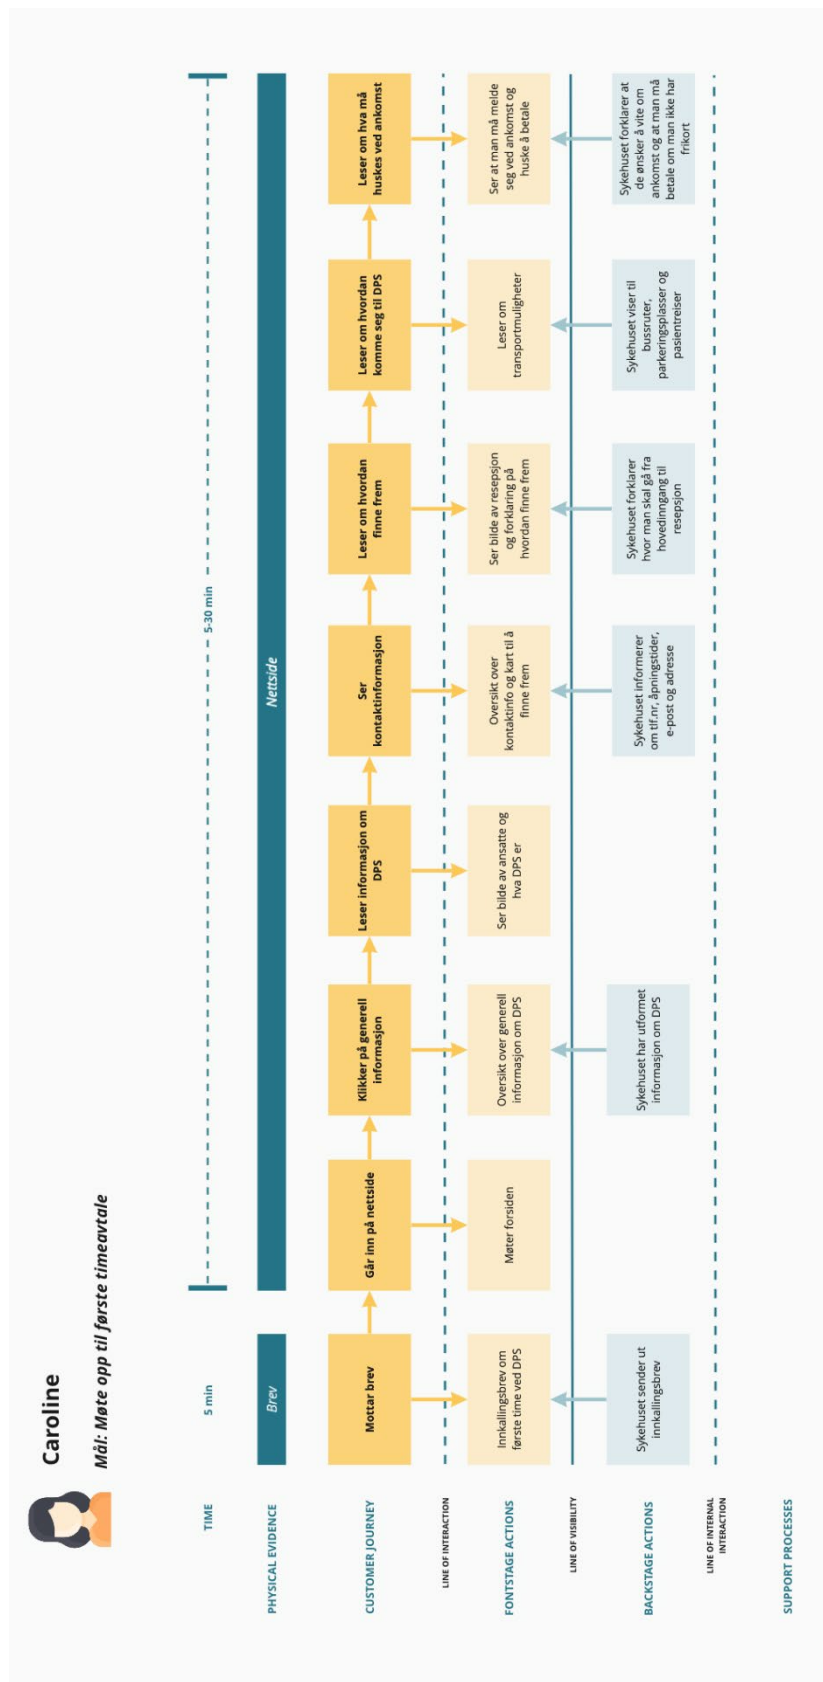 Caroline
Mål: Møte opp til første timeavtale
TIME
5 min
5-30 min
PHYSICAL EVIDENCE
Brev
Nettside
CUSTOMER JOURNEY
Mottar brev
Går inn på nettside
Klikker på generell
informasjon
Leser informasjon om
DPS
Ser
kontaktinformasjon
Leser om hvordan
finne frem
Leser om hvordan
komme seg til DPS
Leser om hva må
huskes ved ankomst
LINE OF INTERACTION
FONTSTAGE ACTIONS
Innkallingsbrev om
første time ved DPS
Møter forsiden
Oversikt over generell
informasjon om DPS
Ser bilde av ansatte og
hva DPS er
Oversikt over
kontaktinfo og kart til å
finne frem
Ser bilde av resepsjon
og forklaring på
hvordan finne frem
Leser om
transportmuligheter
Ser at man må melde
seg ved ankomst og
huske å betale
LINE OF VISIBILITY
BACKSTAGE ACTIONS
Sykehuset sender ut
innkallingsbrev
Sykehuset har utformet
informasjon om DPS
Sykehuset informerer
om tlf.nr, åpningstider,
e-post og adresse
Sykehuset forklarer
hvor man skal gå fra
hovedinngang til
resepsjon
Sykehuset viser til
bussruter,
parkeringsplasser og
pasientreiser
Sykehuset forklarer at
de ønsker å vite om
ankomst og at man må
betale om man ikke har
frikort
LINE OF INTERNAL
INTERACTION
SUPPORT PROCESSES